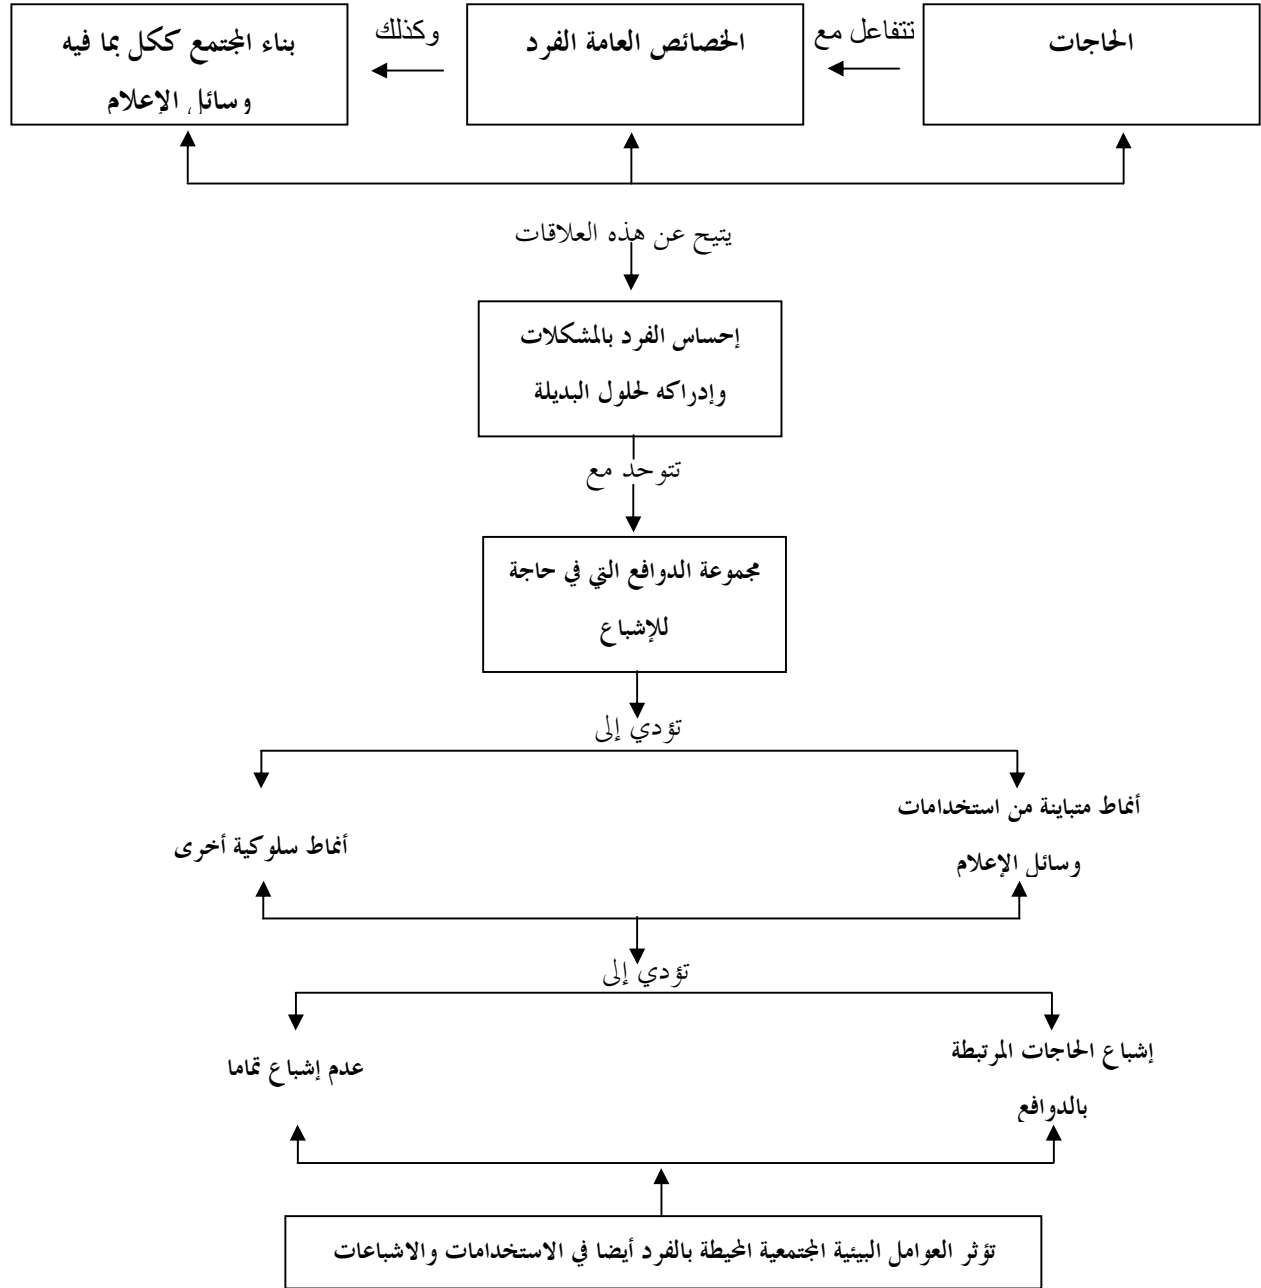 الحاجات
تتفاعل مع
الخصائص العامة الفرد
وكذلك
بناء المجتمع ككل بما فيه
وسائل الإعلام
يتيح عن هذه العلاقات
إحساس الفرد بالمشكلات
وإدراكه لحلول البديلة
تتوحد مع
مجموعة الدوافع التي في حاجة
للإشباع
تؤدي إلى
أنماط متباينة من استخدامات
وسائل الإعلام
أنماط سلوكية أخرى
تؤدي إلى
إشباع الحاجات المرتبطة
بالدوافع
عدم إشباع تماما
تؤثر العوامل البيئية المجتمعية المحيطة بالفرد أيضا في الاستخدامات والاشباعات